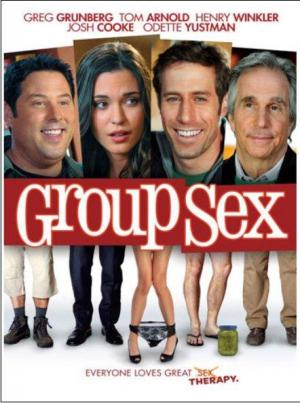 GREG GRUNBERG TOM ARNOLD HENRY WINKLER
JOSH COOKE ODETTE YUSTMAN
GROUP SEX
EVERYONE LOVES GREAT SEX
THERAPY.